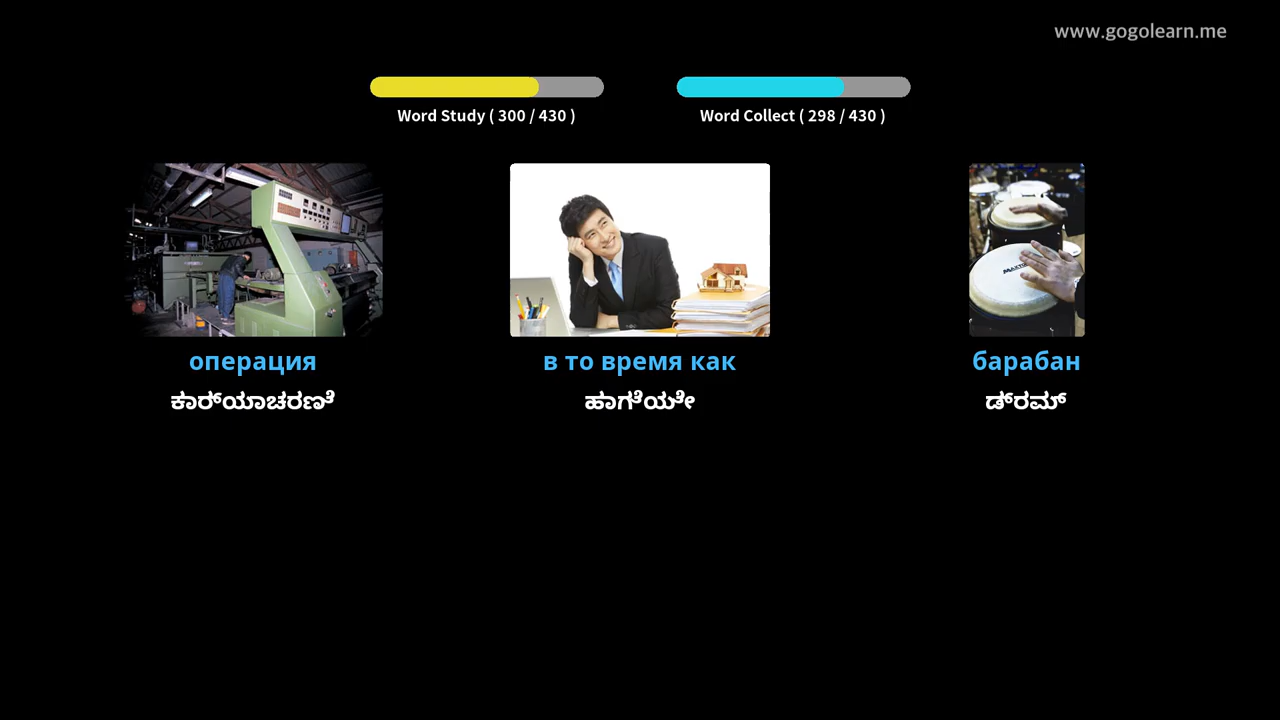 www.gogolearn.me
Word Study ( 300 / 430 )
Word Collect ( 298 / 430 )
операция
в то время как
барабан
ಕಾರ್ಯಾಚರಣೆ
ಹಾಗೆಯೇ
ಡ್ರಮ್